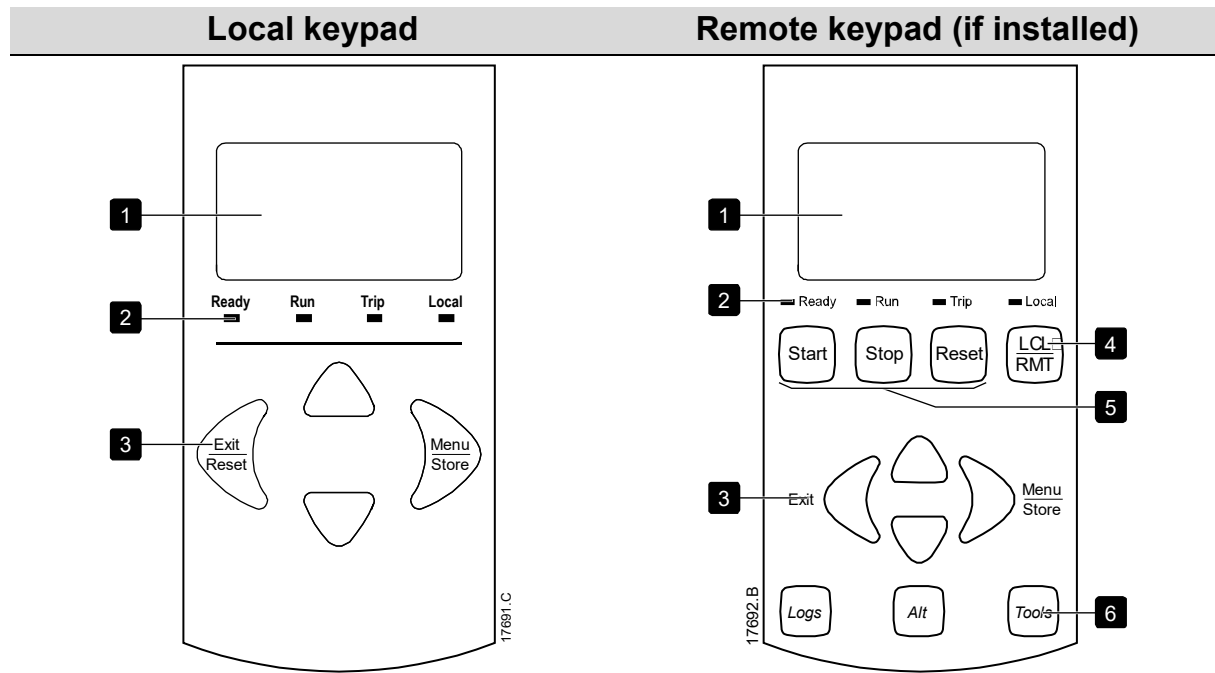 Local keypad
Remote keypad (if installed)
1
Ready Run Trip Local
2
3
Exit
Reset
Menu
Store
17691.C
1
2
Ready Run Trip Local
Start Stop Reset LCL
RMT
4
5
3
Exit
Menu
Store
17692.B
Logs Alt Tools
6